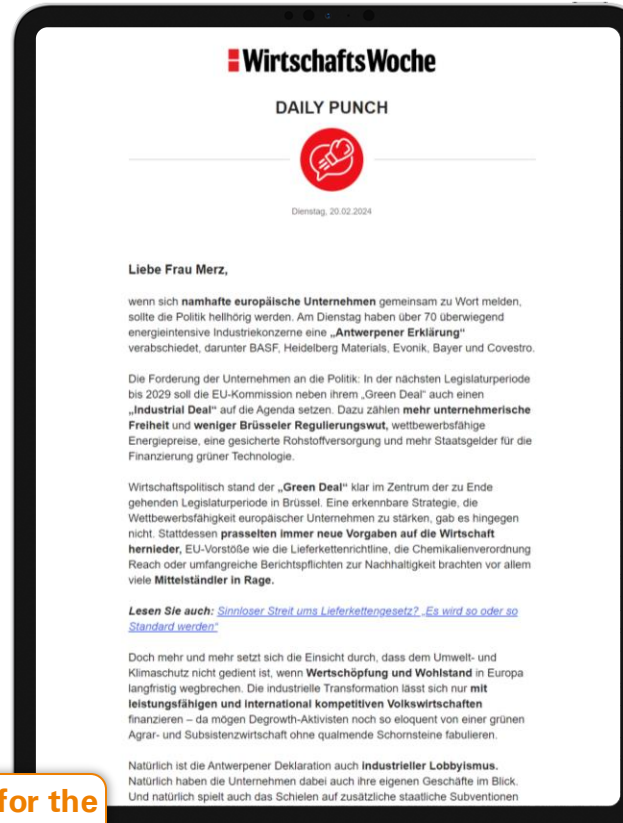 WirtschaftsWoche
DAILY PUNCH
Dienstag, 20.02.2024
Liebe Frau Merz,
wenn sich namhafte europäische Unternehmen gemeinsam zu Wort melden,
sollte die Politik hellhörig werden. Am Dienstag haben über 70 überwiegend
energieintensive Industriekonzerne eine „Antwerpener Erklärung“
verabschiedet, darunter BASF, Heidelberg Materials, Evonik, Bayer und Covestro.
Die Forderung der Unternehmen an die Politik: In der nächsten Legislaturperiode
bis 2029 soll die EU-Kommission neben ihrem „Green Deal“ auch einen
„Industrial Deal“ auf die Agenda setzen. Dazu zählen mehr unternehmerische
Freiheit und weniger Brüsseler Regulierungswut, wettbewerbsfähige
Energiepreise, eine gesicherte Rohstoffversorgung und mehr Staatsgelder für die
Finanzierung grüner Technologie.
Wirtschaftspolitisch stand der „Green Deal“ klar im Zentrum der zu Ende
gehenden Legislaturperiode in Brüssel. Eine erkennbare Strategie, die
Wettbewerbsfähigkeit europäischer Unternehmen zu stärken, gab es hingegen
nicht. Stattdessen prasselten immer neue Vorgaben auf die Wirtschaft
hernieder, EU-Vorstöße wie die Lieferkettenrichtlinie, die Chemikalienverordnung
Reach oder umfangreiche Berichtspflichten zur Nachhaltigkeit brachten vor allem
viele Mittelständler in Rage.
Lesen Sie auch: Sinnloser Streit ums Lieferkettengesetz? „Es wird so oder so
Standard werden“
Doch mehr und mehr setzt sich die Einsicht durch, dass dem Umwelt- und
Klimaschutz nicht gedient ist, wenn Wertschöpfung und Wohlstand in Europa
langfristig wegbrechen. Die industrielle Transformation lässt sich nur mit
leistungsfähigen und international kompetitiven Volkswirtschaften
finanzieren – da mögen Degrowth-Aktivisten noch so eloquent von einer grünen
Agrar- und Subsistenzwirtschaft ohne qualmende Schornsteine fabulieren.
Natürlich ist die Antwerpener Deklaration auch industrieller Lobbyismus.
Natürlich haben die Unternehmen dabei auch ihre eigenen Geschäfte im Blick.
Und natürlich spielt auch das Schielen auf zusätzliche staatliche Subventionen
for the